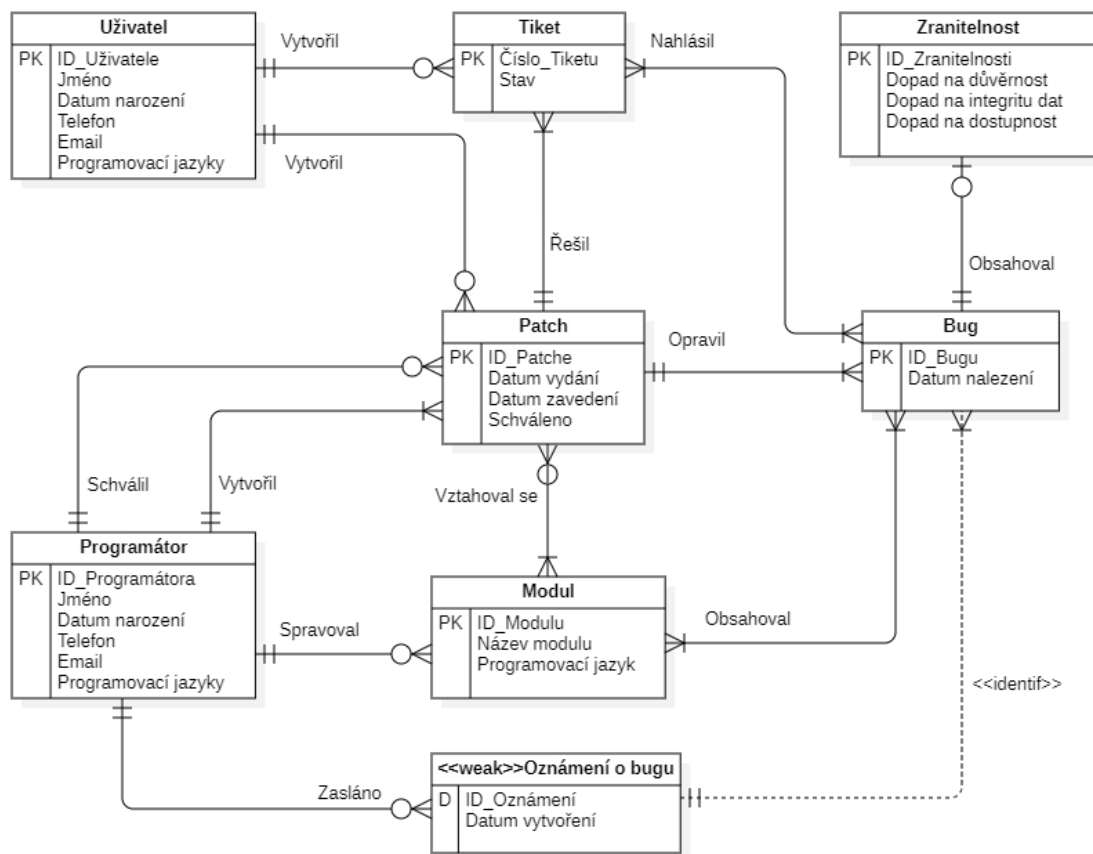 Uživatel
PK
ID_Uživatele
Jméno
Datum narození
Telefon
Email
Programovací jazyky
Vytvořil
Vytvořil
Tiket
PK
Číslo_Tiketu
Stav
Nahlásil
Zranitelnost
PK
ID_Zranitelnosti
Dopad na důvěrnost
Dopad na integritu dat
Dopad na dostupnost
Řešil
Obsahoval
Patch
PK
ID_Patche
Datum vydání
Datum zavedení
Schváleno
Opravil
Bug
PK
ID_Bugu
Datum nalezení
Schválil
Vytvořil
Vztahoval se
Programátor
PK
ID_Programátora
Jméno
Datum narození
Telefon
Email
Programovací jazyky
Spravoval
Modul
PK
ID_Modulu
Název modulu
Programovací jazyk
Obsahoval
<<identif>>
Zasláno
<<weak>>Oznámení o bugu
D
ID_Oznámení
Datum vytvoření